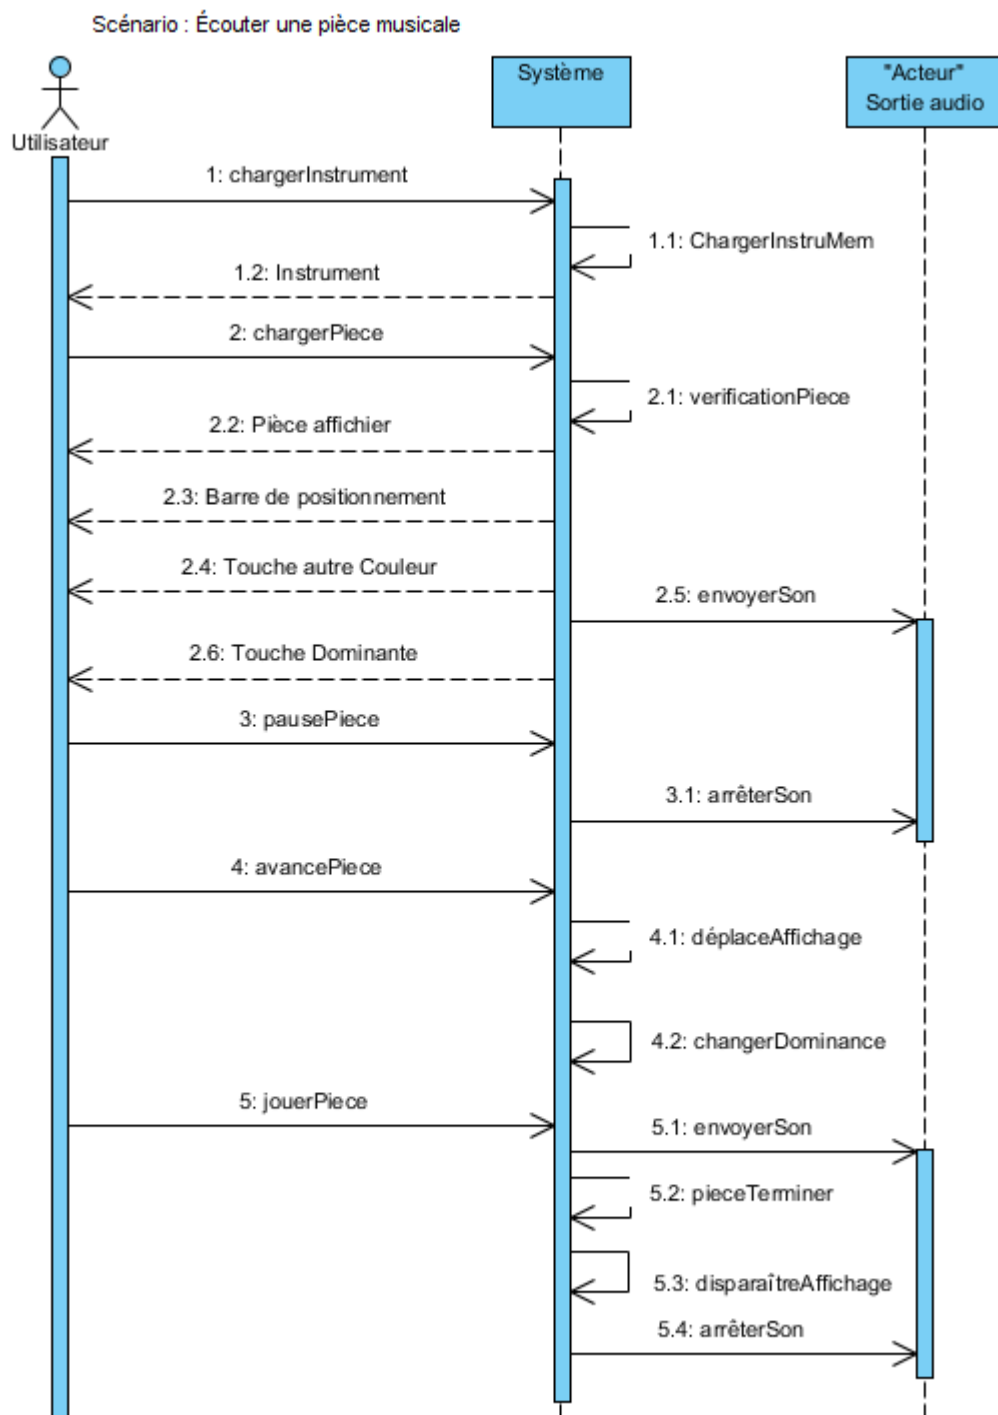 Scénario : Écouter une pièce musicale
Utilisateur
Système
"Acteur"
Sortie audio
1: chargerInstrument
1.1: ChargerInstruMem
1.2: Instrument
2: chargerPiece
2.1: verificationPiece
2.2: Pièce affichier
2.3: Barre de positionnement
2.4: Touche autre Couleur
2.5: envoyerSon
2.6: Touche Dominante
3: pausePiece
3.1: arrêterSon
4: avancePiece
4.1: déplaceAffichage
4.2: changerDominance
5: jouerPiece
5.1: envoyerSon
5.2: pieceTerminer
5.3: disparaîtreAffichage
5.4: arrêterSon